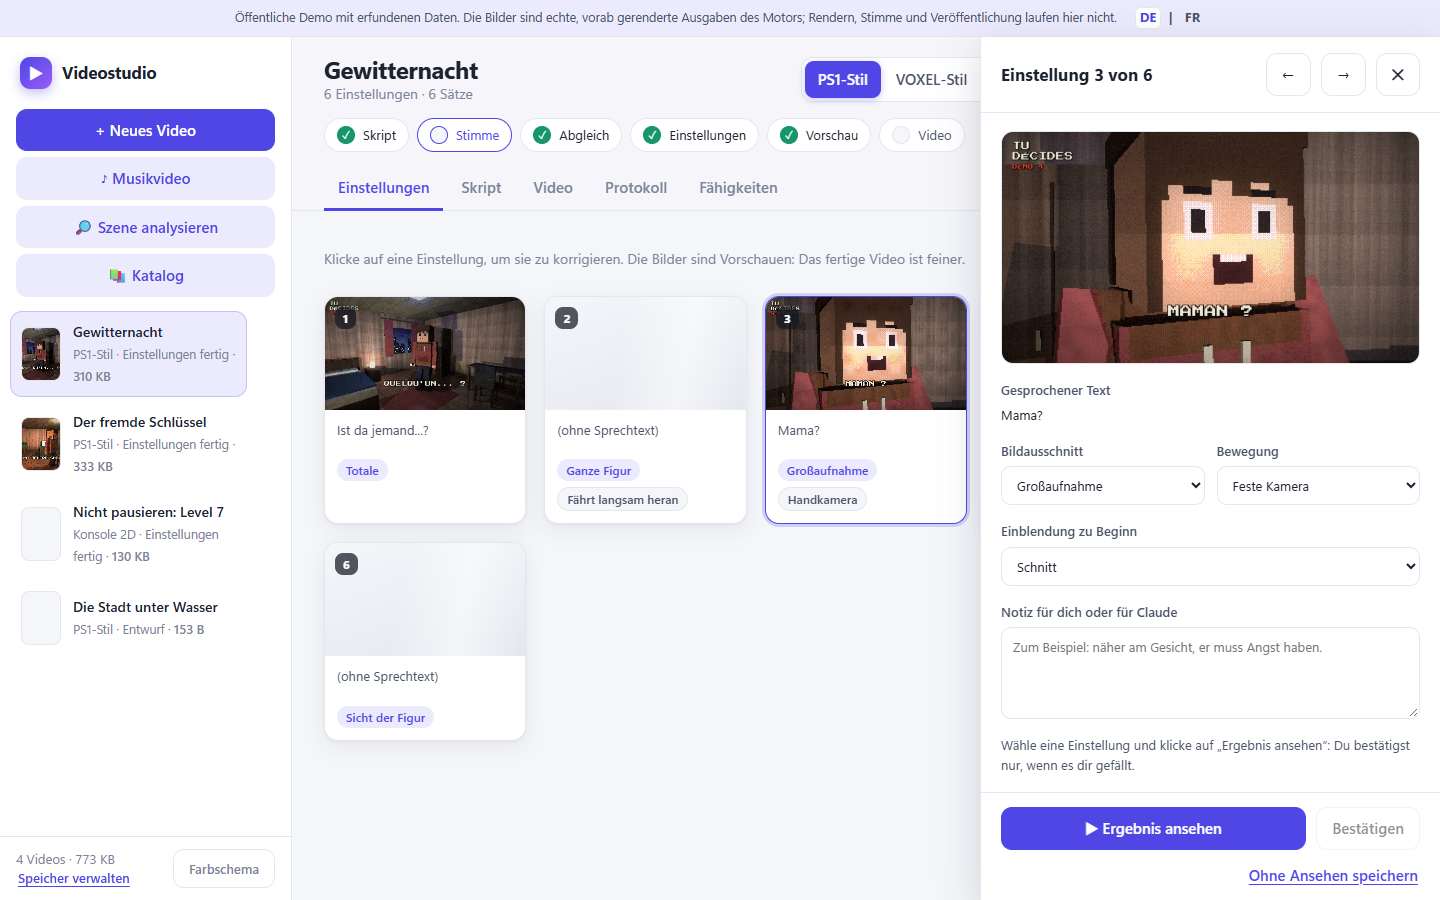 Öffentliche Demo mit erfundenen Daten. Die Bilder sind echte, vorab gerenderte Ausgaben des Motors; Rendern, Stimme und Veröffentlichung laufen hier nicht. DE | FR
Videostudio
+ Neues Video
♪ Musikvideo
Szene analysieren
Katalog
Gewitternacht
PS1-Stil · Einstellungen fertig ·
310 KB
Der fremde Schlüssel
PS1-Stil · Einstellungen fertig ·
333 KB
Nicht pausieren: Level 7
Konsole 2D · Einstellungen
fertig · 130 KB
Die Stadt unter Wasser
PS1-Stil · Entwurf · 153 B
4 Videos · 773 KB
Speicher verwalten
Farbschema
Gewitternacht
6 Einstellungen · 6 Sätze
PS1-Stil VOXEL-Stil
Skript Stimme Abgleich Einstellungen Vorschau Video
Einstellungen Skript Video Protokoll Fähigkeiten
Klicke auf eine Einstellung, um sie zu korrigieren. Die Bilder sind Vorschauen: Das fertige Video ist feiner.
1
QUELQU'UN... ?
Ist da jemand...?
Totale
2
(ohne Sprechtext)
Ganze Figur
Fährt langsam heran
3
MAMAN ?
Mama?
Großaufnahme
Handkamera
6
(ohne Sprechtext)
Sicht der Figur
Einstellung 3 von 6
← → ×
TU
DÉCIDES
MAMAN ?
Gesprochener Text
Mama?
Bildausschnitt Bewegung
Großaufnahme Feste Kamera
Einblendung zu Beginn
Schnitt
Notiz für dich oder für Claude
Zum Beispiel: näher am Gesicht, er muss Angst haben.
Wähle eine Einstellung und klicke auf „Ergebnis ansehen“: Du bestätigst
nur, wenn es dir gefällt.
▶ Ergebnis ansehen Bestätigen
Ohne Ansehen speichern